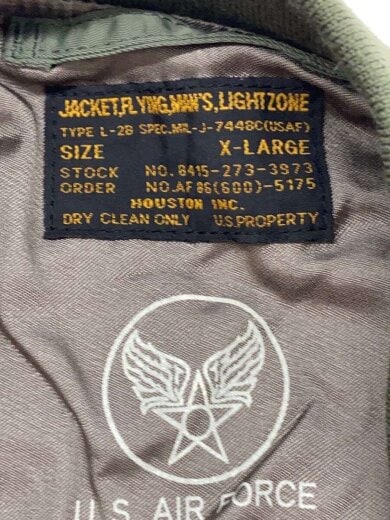 JACKET,FLYING,MAN'S,LIGHTZONE
TYPE L-2B SPEC,MIL-J-7448C(USAF)
SIZE X-LARGE
STOCK NO.8415-273-3973
ORDER NO.AF86(600)-5175
HOUSTON INC.
DRY CLEAN ONLY U.S.PROPERTY
U.S. AIR FORCE